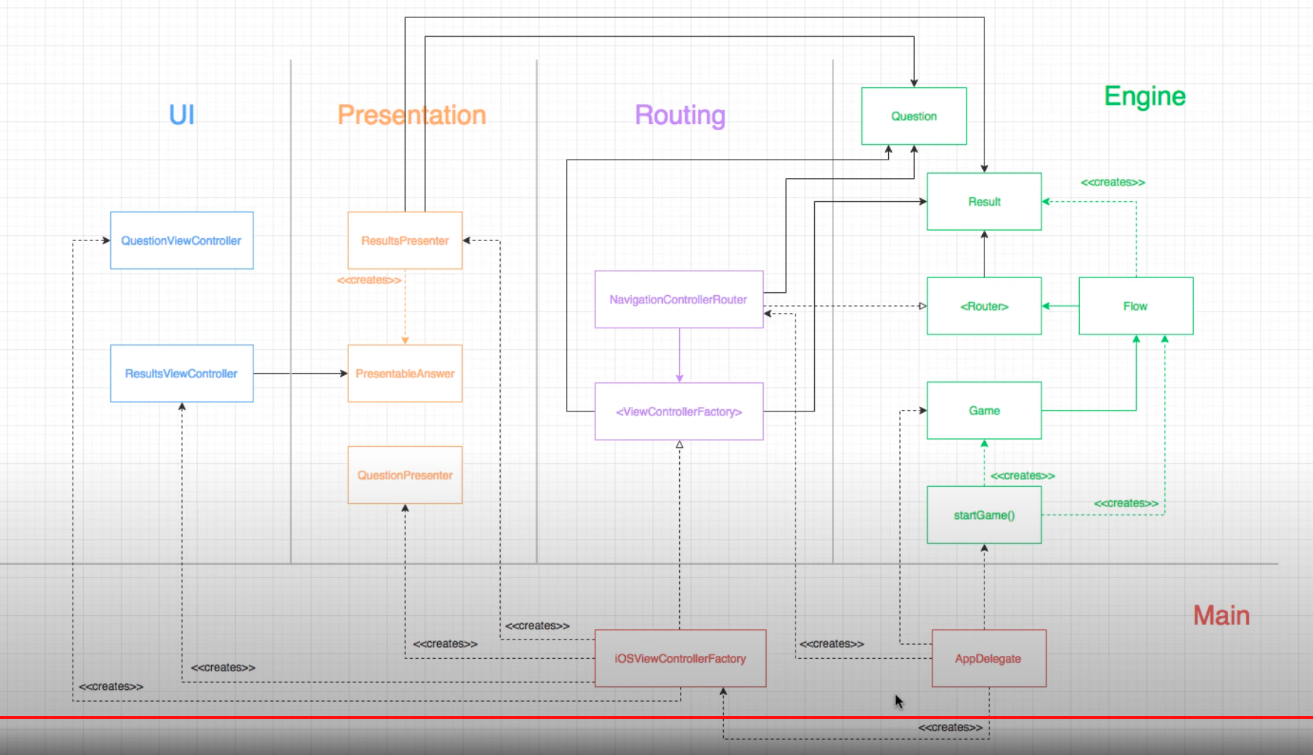 UI
Presentation
Routing
Engine
Question
<<creates>>
Result
QuestionViewController
ResultsPresenter
<<creates>>
NavigationControllerRouter
<Router>
Flow
ResultsViewController
PresentableAnswer
<ViewControllerFactory>
Game
QuestionPresenter
<<creates>>
<<creates>>
startGame()
Main
<<creates>>
<<creates>>
<<creates>>
iOSViewControllerFactory
AppDelegate
<<creates>>
<<creates>>
<<creates>>